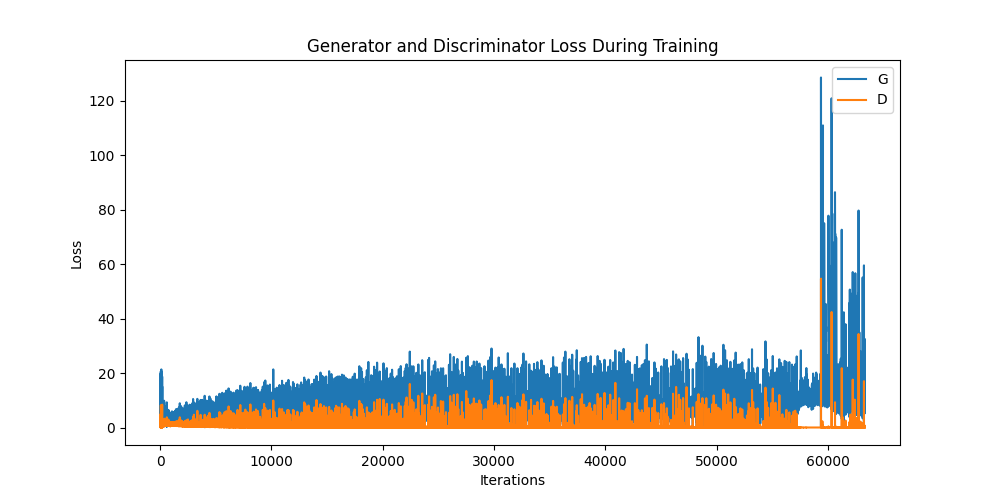 Generator and Discriminator Loss During Training
G
D
120
100
80
60
40
20
0
Loss
0 10000 20000 30000 40000 50000 60000
Iterations